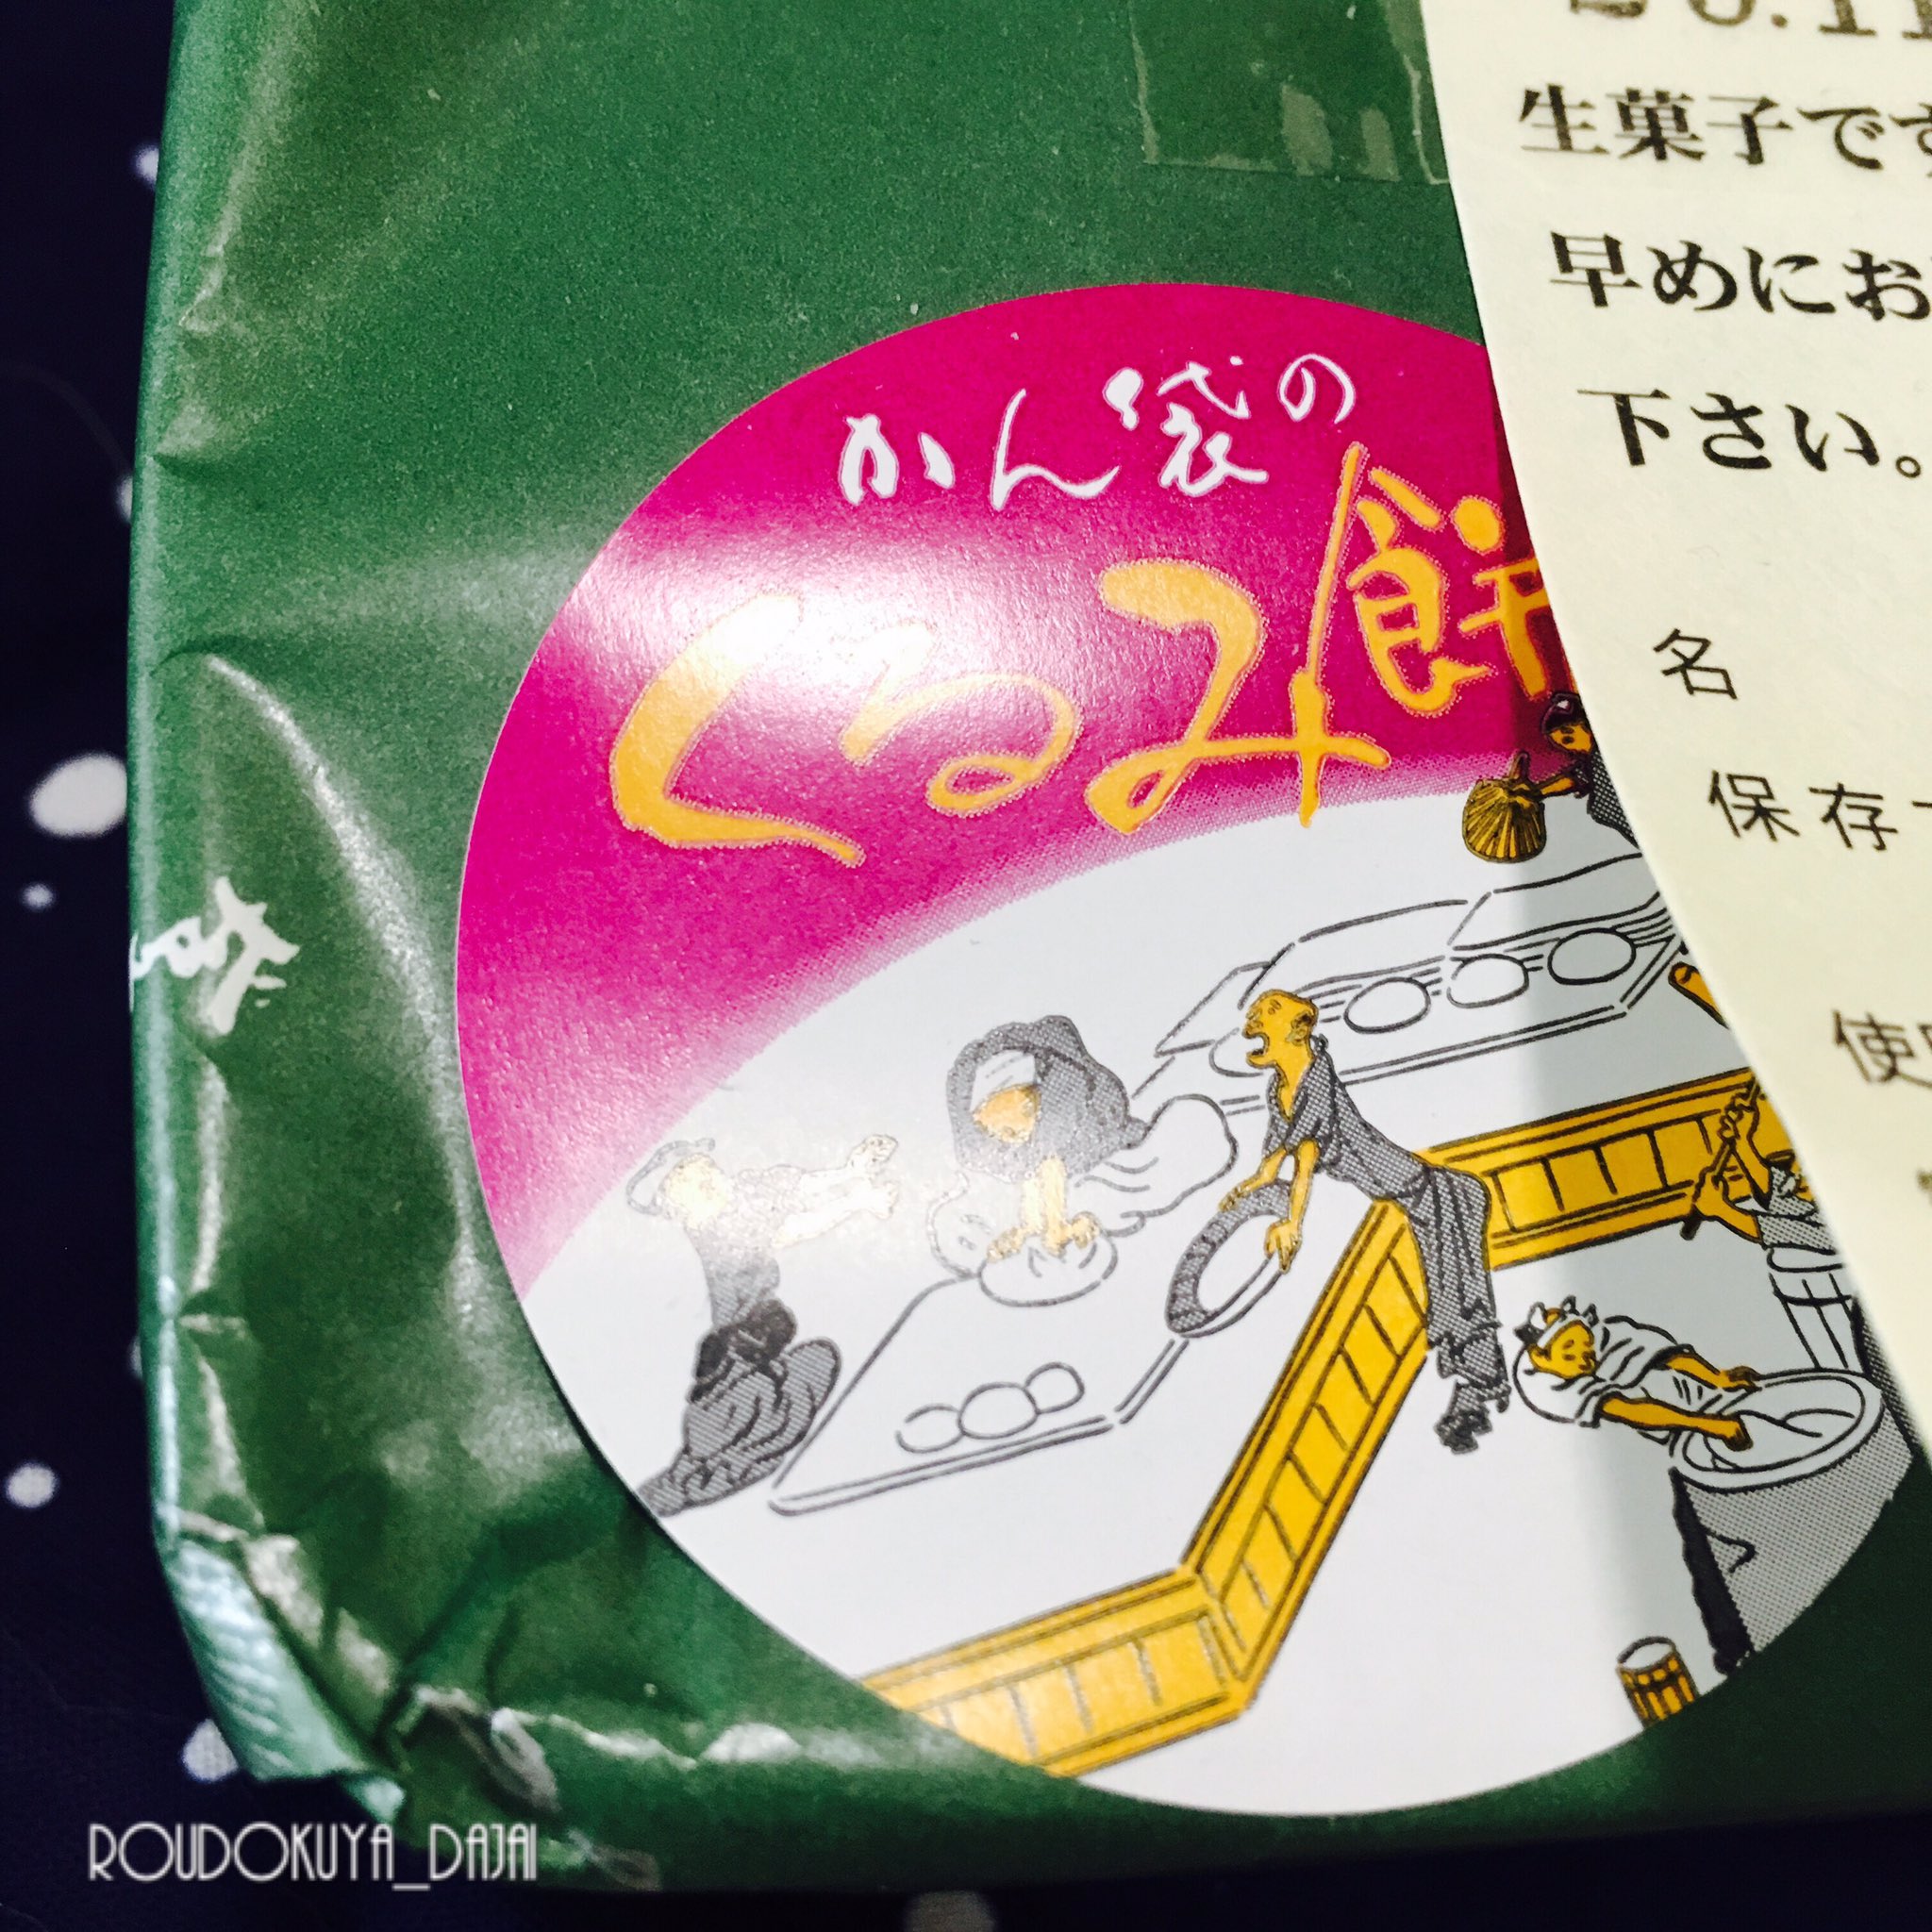 生菓子です
早めにお
下さい。
かん袋の
くるみ餅
名
保存
使
ROUDOKUYA_DAJAI